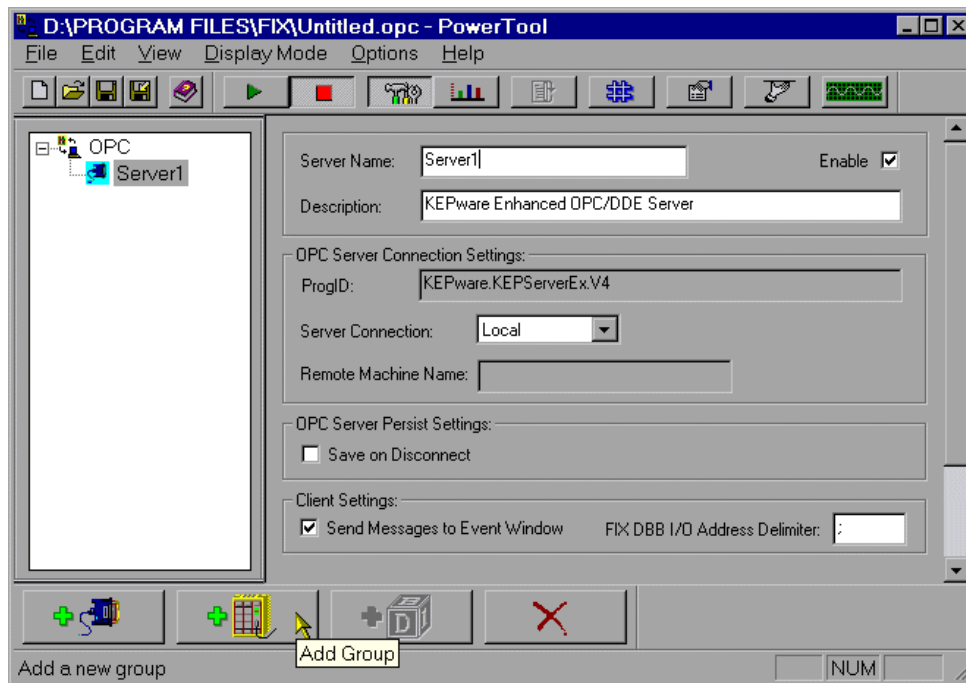 D:\PROGRAM FILES\FIX\Untitled.opc - PowerTool
File Edit View Display Mode Options Help
OPC
Server1
Server Name: Server1 Enable
Description: KEPware Enhanced OPC/DDE Server
OPC Server Connection Settings:
ProgID: KEPware.KEPServerEx.V4
Server Connection: Local
Remote Machine Name:
OPC Server Persist Settings:
Save on Disconnect
Client Settings:
Send Messages to Event Window FIX DBB I/O Address Delimiter: ;
D
Add Group
Add a new group NUM